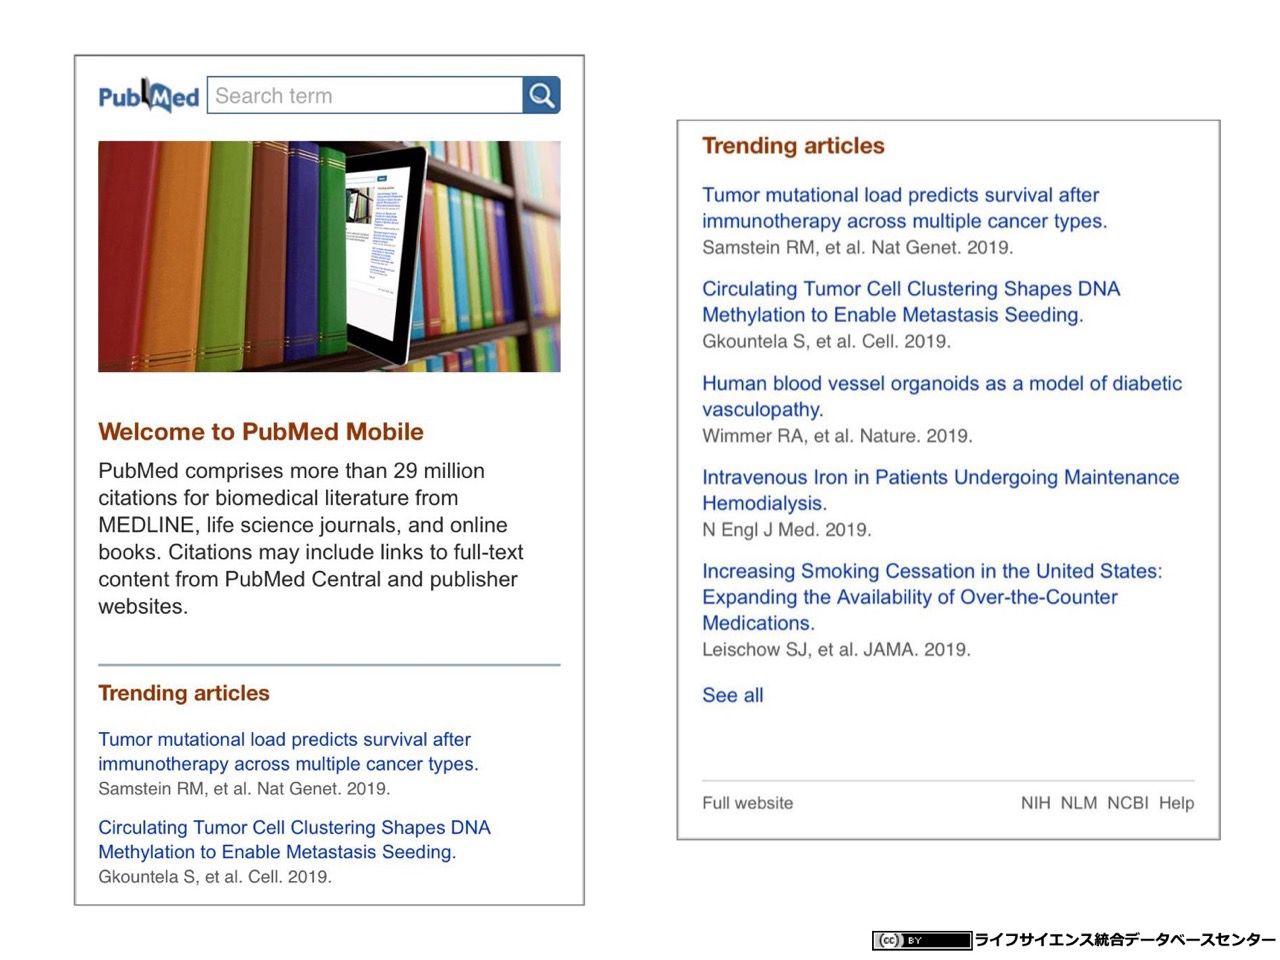 PubMed
Search term
Welcome to PubMed Mobile
PubMed comprises more than 29 million
citations for biomedical literature from
MEDLINE, life science journals, and online
books. Citations may include links to full-text
content from PubMed Central and publisher
websites.
Trending articles
Tumor mutational load predicts survival after
immunotherapy across multiple cancer types.
Samstein RM, et al. Nat Genet. 2019.
Circulating Tumor Cell Clustering Shapes DNA
Methylation to Enable Metastasis Seeding.
Gkountela S, et al. Cell. 2019.
Trending articles
Tumor mutational load predicts survival after
immunotherapy across multiple cancer types.
Samstein RM, et al. Nat Genet. 2019.
Circulating Tumor Cell Clustering Shapes DNA
Methylation to Enable Metastasis Seeding.
Gkountela S, et al. Cell. 2019.
Human blood vessel organoids as a model of diabetic
vasculopathy.
Wimmer RA, et al. Nature. 2019.
Intravenous Iron in Patients Undergoing Maintenance
Hemodialysis.
N Engl J Med. 2019.
Increasing Smoking Cessation in the United States:
Expanding the Availability of Over-the-Counter
Medications.
Leischow SJ, et al. JAMA. 2019.
See all
Full website NIH NLM NCBI Help
cc BY ライフサイエンス統合データベースセンター